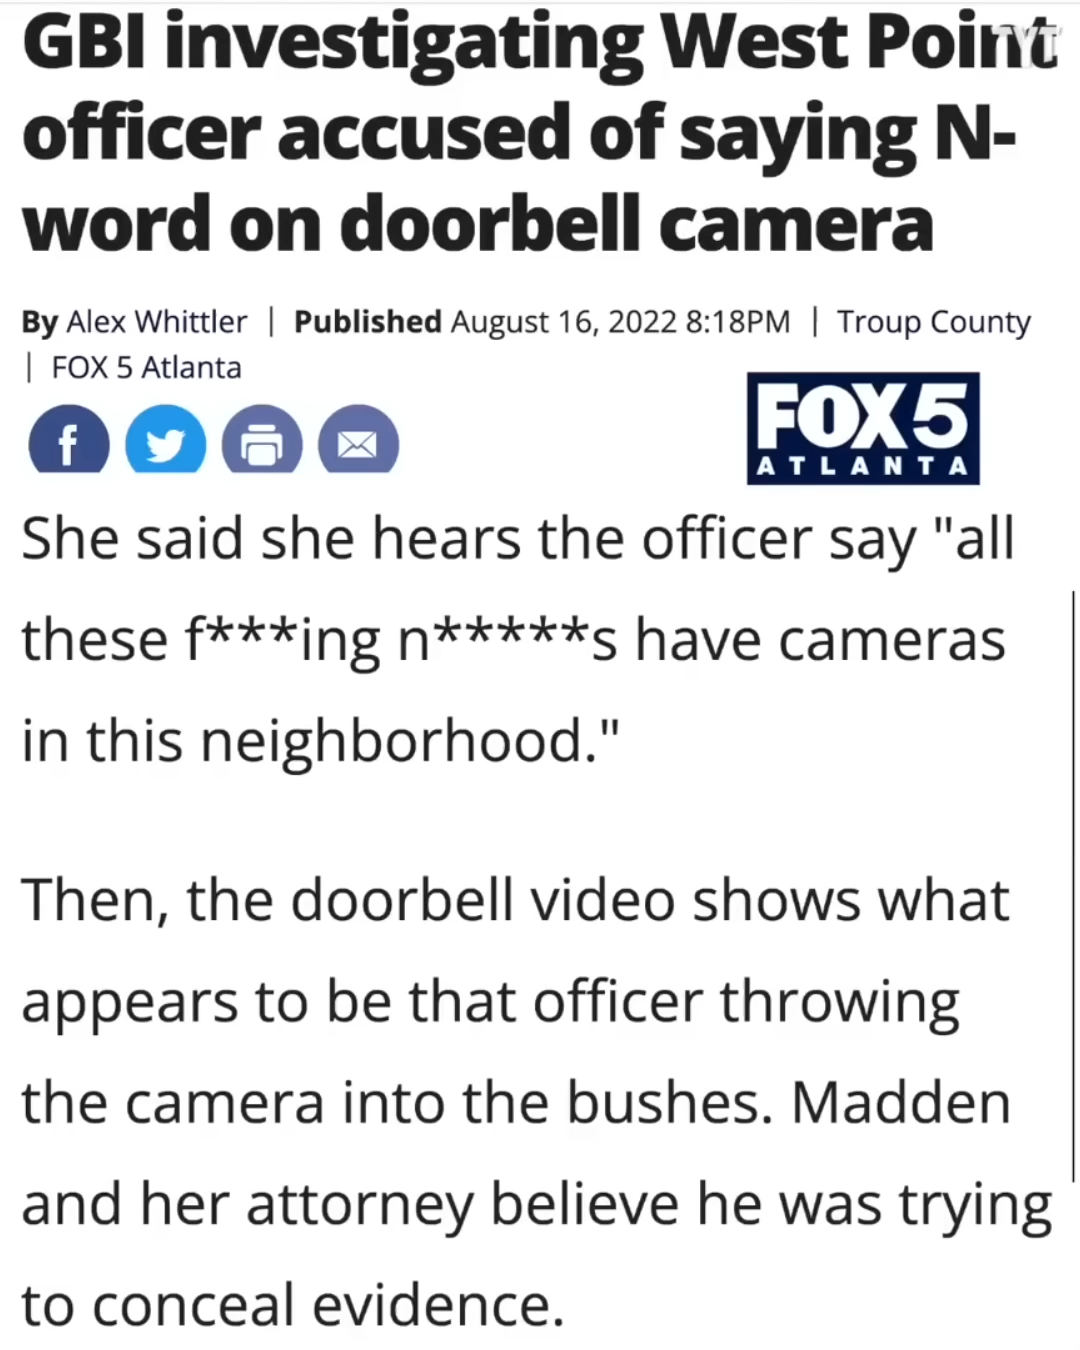 GBI investigating West Point
TYT
officer accused of saying N-
word on doorbell camera
By Alex Whittler | Published August 16, 2022 8:18PM | Troup County
| FOX 5 Atlanta
f
FOX 5
ATLANTA
She said she hears the officer say "all
these f***ing n*****s have cameras
in this neighborhood."
Then, the doorbell video shows what
appears to be that officer throwing
the camera into the bushes. Madden
and her attorney believe he was trying
to conceal evidence.